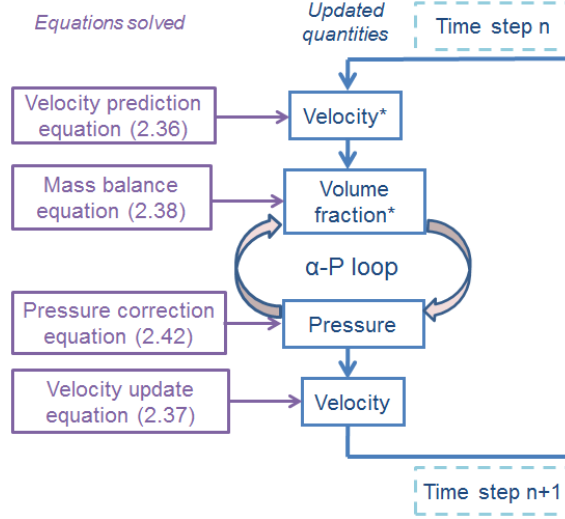 Equations solved
Updated
quantities
Time step n
Velocity prediction
equation (2.36)
Velocity*
Mass balance
equation (2.38)
Volume
fraction*
α-P loop
Pressure correction
equation (2.42)
Pressure
Velocity update
equation (2.37)
Velocity
Time step n+1